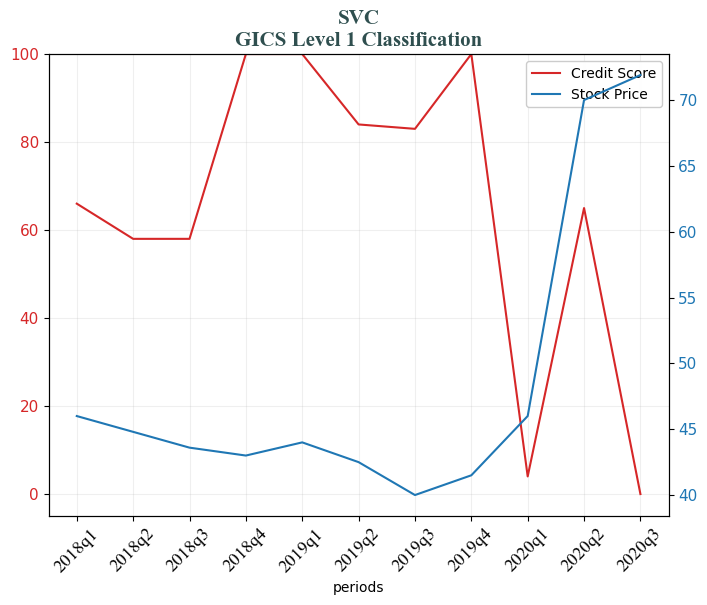 SVC
GICS Level 1 Classification
100
80
60
40
20
0
Credit Score
Stock Price
70
65
60
55
50
45
40
2018q1
2018q2
2018q3
2018q4
2019q1
2019q2
2019q3
2019q4
2020q1
2020q2
2020q3
periods